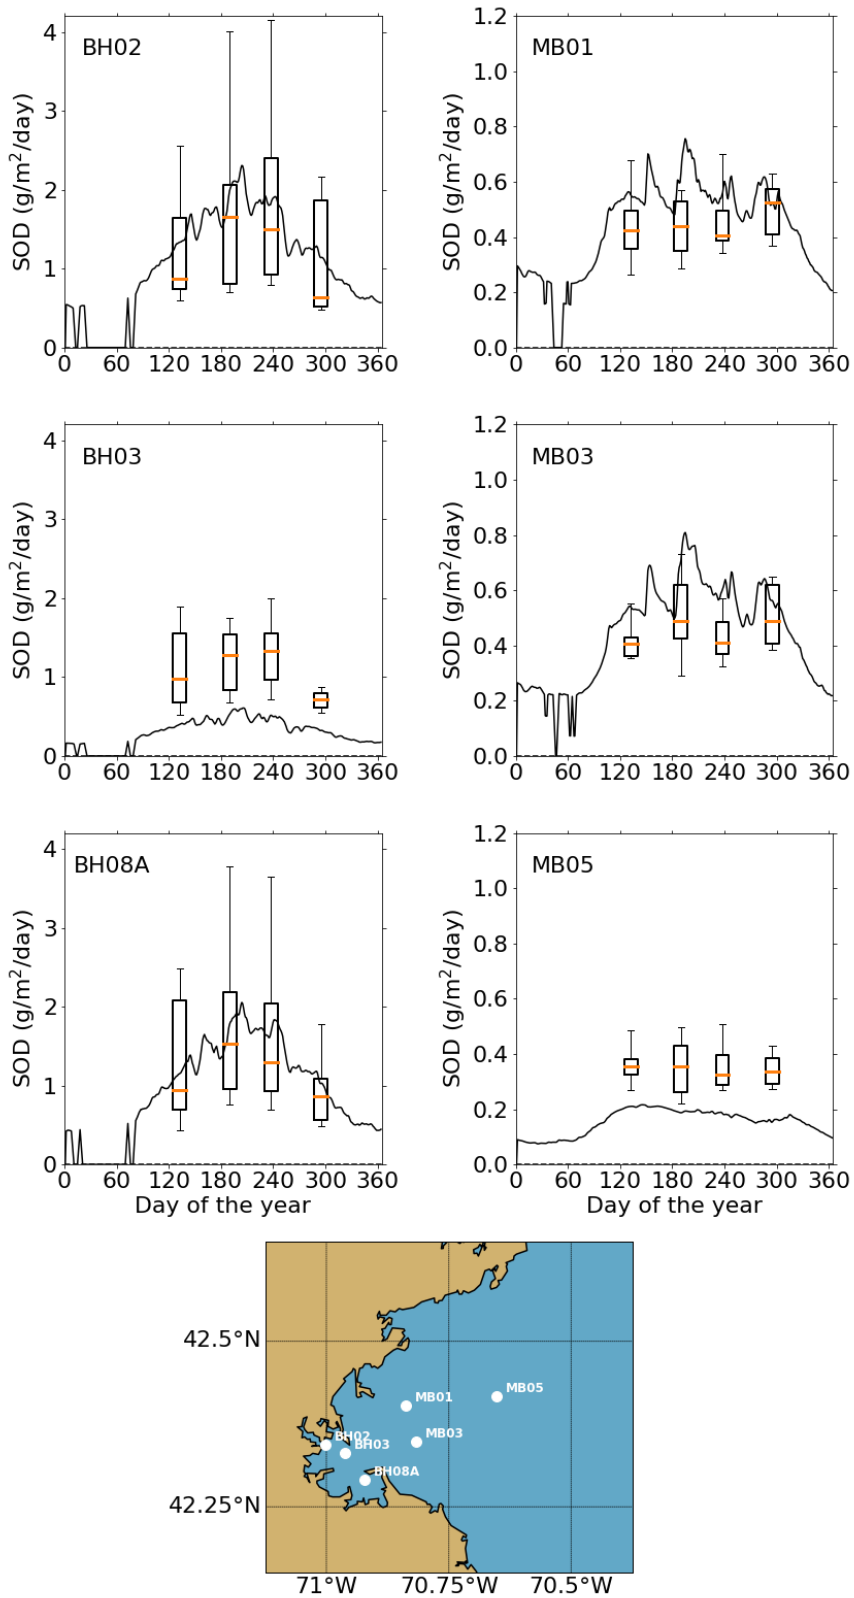 BH02
SOD (g/m²/day)
4
3
2
1
0
0 60 120 180 240 300 360
MB01
SOD (g/m²/day)
1.2
1.0
0.8
0.6
0.4
0.2
0.0
0 60 120 180 240 300 360
BH03
SOD (g/m²/day)
4
3
2
1
0
0 60 120 180 240 300 360
MB03
SOD (g/m²/day)
1.2
1.0
0.8
0.6
0.4
0.2
0.0
0 60 120 180 240 300 360
BH08A
SOD (g/m²/day)
4
3
2
1
0
0 60 120 180 240 300 360
Day of the year
MB05
SOD (g/m²/day)
1.2
1.0
0.8
0.6
0.4
0.2
0.0
0 60 120 180 240 300 360
Day of the year
42.5°N
42.25°N
MB05
MB01
MB03
BH02
BH03
BH08A
71°W 70.75°W 70.5°W